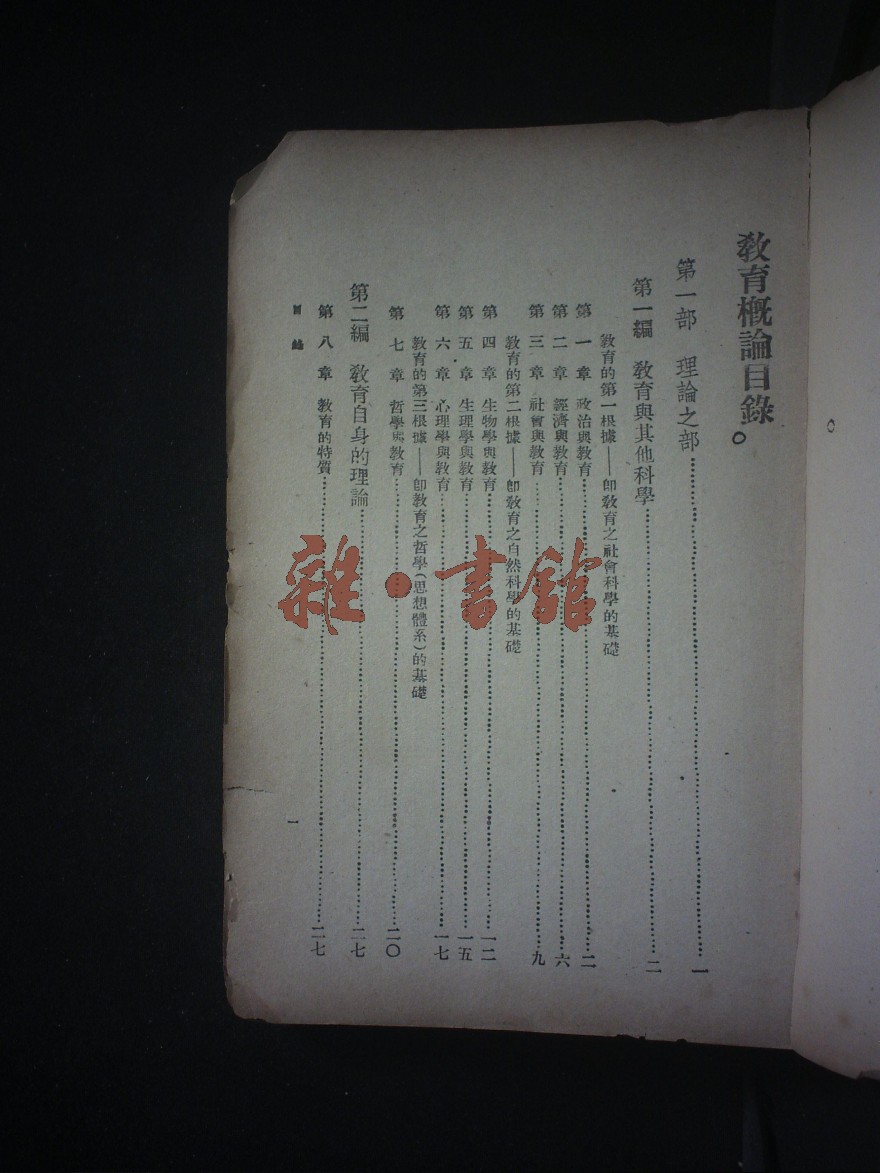 教育概論目錄。
第一部　理論之部……一
第一編　教育與其他科學……二
教育的第一根據——即教育之社會科學的基礎
第一章　政治與教育……二
第二章　經濟與教育……六
第三章　社會與教育……九
教育的第二根據——即教育之自然科學的基礎
第四章　生物學與教育……一二
第五章　生理學與教育……一五
第六章　心理學與教育……一七
教育的第三根據——即教育之哲學(思想體系)的基礎
第七章　哲學與教育……二〇
第二編　教育自身的理論……二七
第八章　教育的特質……二七
目錄
一
雜·書館